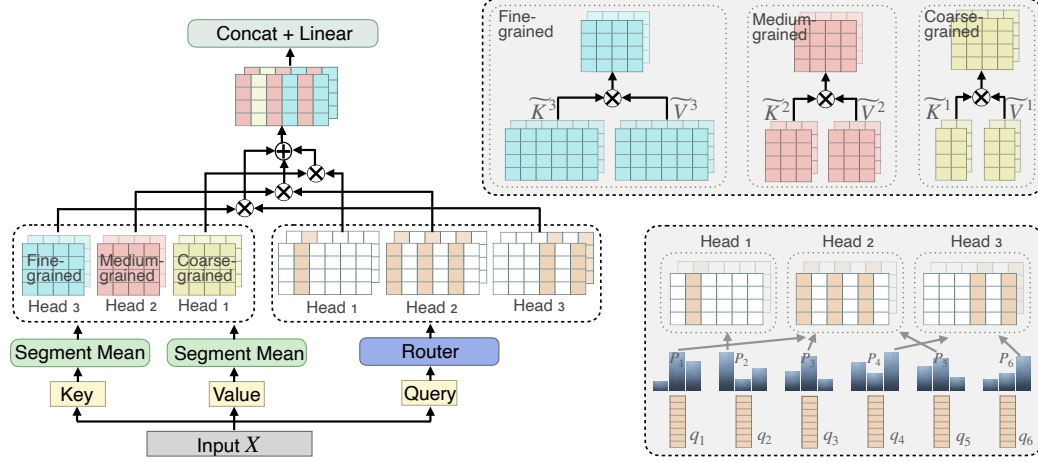 Concat + Linear
Fine-
grained
Medium-
grained
Coarse-
grained
Head 3
Head 2
Head 1
Head 1
Head 2
Head 3
Segment Mean
Segment Mean
Router
Key
Value
Query
Input X
Fine-
grained
K̃³
Ṽ³
Medium-
grained
K̃²
Ṽ²
Coarse-
grained
K̃¹
Ṽ¹
Head 1
Head 2
Head 3
P₁
P₂
P₃
P₄
P₅
P₆
q₁
q₂
q₃
q₄
q₅
q₆